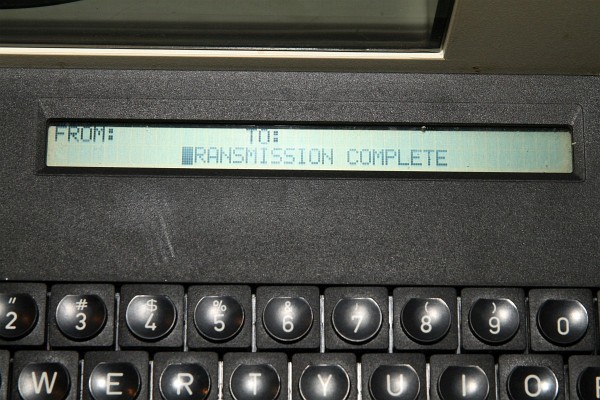 FROM: TO:
RANSMISSION COMPLETE
" # $ % & ' ( )
2 3 4 5 6 7 8 9 0
W E R T Y U I O